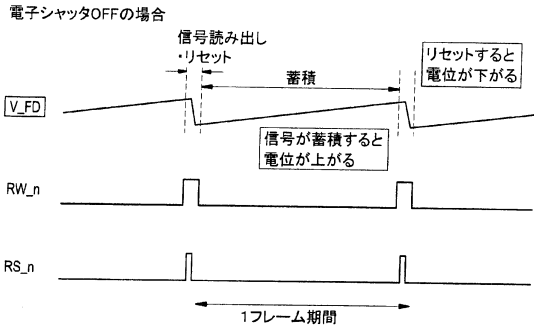 電子シャッタOFFの場合
信号読み出し
・リセット
蓄積
リセットすると
電位が下がる
V_FD
信号が蓄積すると
電位が上がる
RW_n
RS_n
1フレーム期間